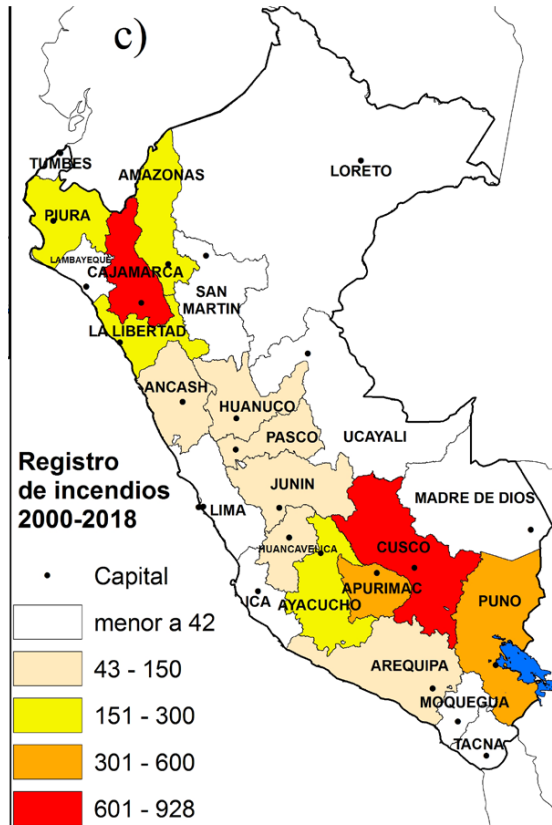 c)
TUMBES
AMAZONAS
LORETO
PIURA
LAMBAYEQUE
CAJAMARCA
SAN
MARTIN
LA LIBERTAD
ANCASH
HUANUCO
PASCO
UCAYALI
JUNIN
MADRE DE DIOS
LIMA
HUANCAVELICA
CUSCO
ICA
AYACUCHO
APURIMAC
PUNO
AREQUIPA
MOQUEGUA
TACNA
Registro
de incendios
2000-2018
Capital
menor a 42
43 - 150
151 - 300
301 - 600
601 - 928